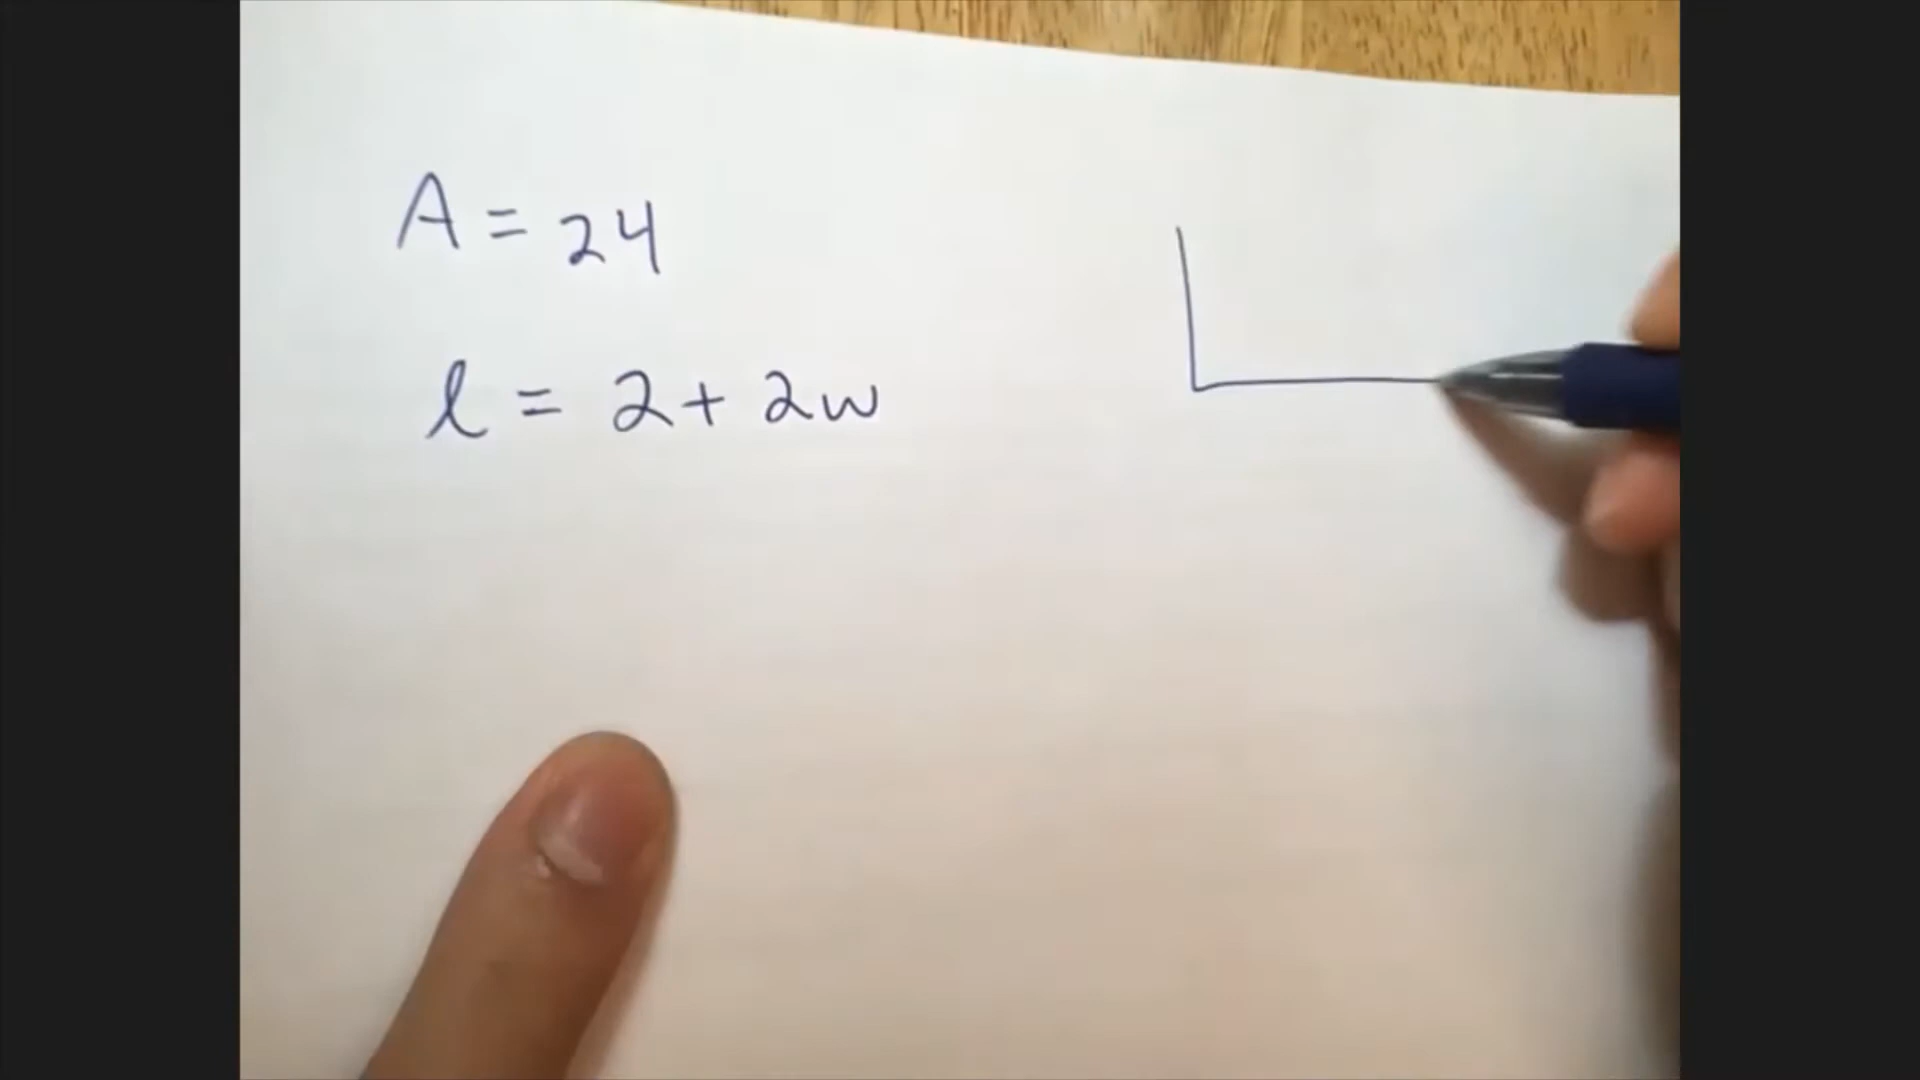 A = 24
l = 2 + 2w